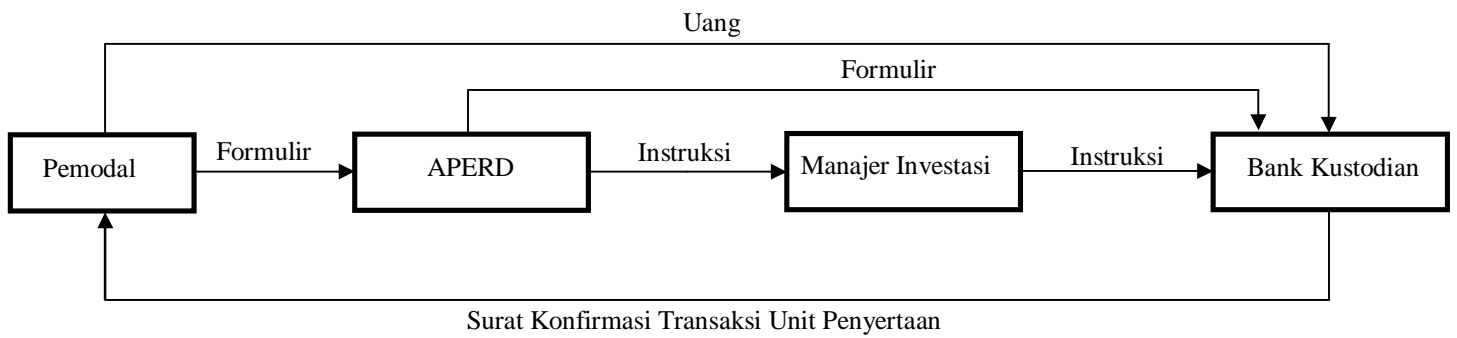 Uang
Formulir
Pemodal
Formulir
APERD
Instruksi
Manajer Investasi
Instruksi
Bank Kustodian
Surat Konfirmasi Transaksi Unit Penyertaan